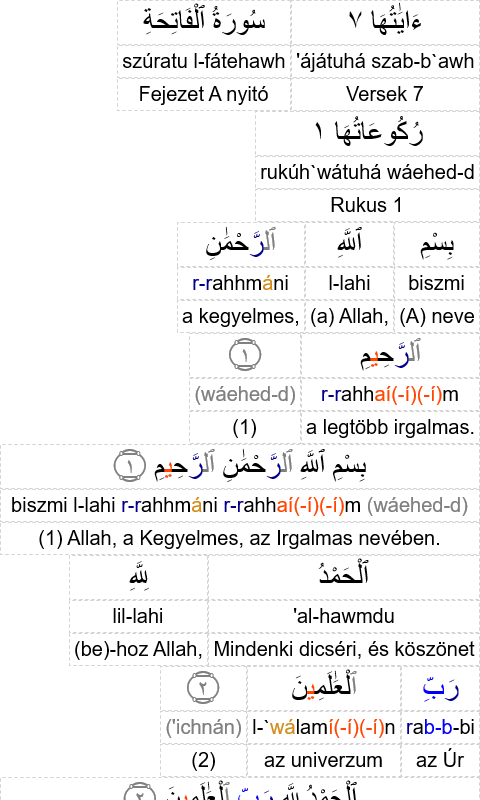 سُورَةُ ٱلْفَاتِحَةِ ءَايَٰتُهَا ٧
szúratu l-fátehawh 'ájátuhá szab-b`awh
Fejezet A nyitó Versek 7
رُكُوعَاتُهَا ١
rukúh`wátuhá wáehed-d
Rukus 1
بِسْمِ ٱللَّهِ ٱلرَّحْمَٰنِ
r-rahhmáni l-lahi biszmi
a kegyelmes, (a) Allah, (A) neve
ٱلرَّحِيمِ ١
(wáehed-d) r-rahhaí(-í)(-í)m
(1) a legtöbb irgalmas.
بِسْمِ ٱللَّهِ ٱلرَّحْمَٰنِ ٱلرَّحِيمِ ١
biszmi l-lahi r-rahhmáni r-rahhaí(-í)(-í)m (wáehed-d)
(1) Allah, a Kegyelmes, az Irgalmas nevében.
ٱلْحَمْدُ لِلَّهِ
lil-lahi 'al-hawmdu
(be)-hoz Allah, Mindenki dicséri, és köszönet
رَبِّ ٱلْعَٰلَمِينَ ٢
('ichnán) l-`wálamí(-í)(-í)n rab-b-bi
(2) az univerzum az Úr
ٱلْحَمْدُ لِلَّهِ رَبِّ ٱلْعَٰلَمِينَ ٢